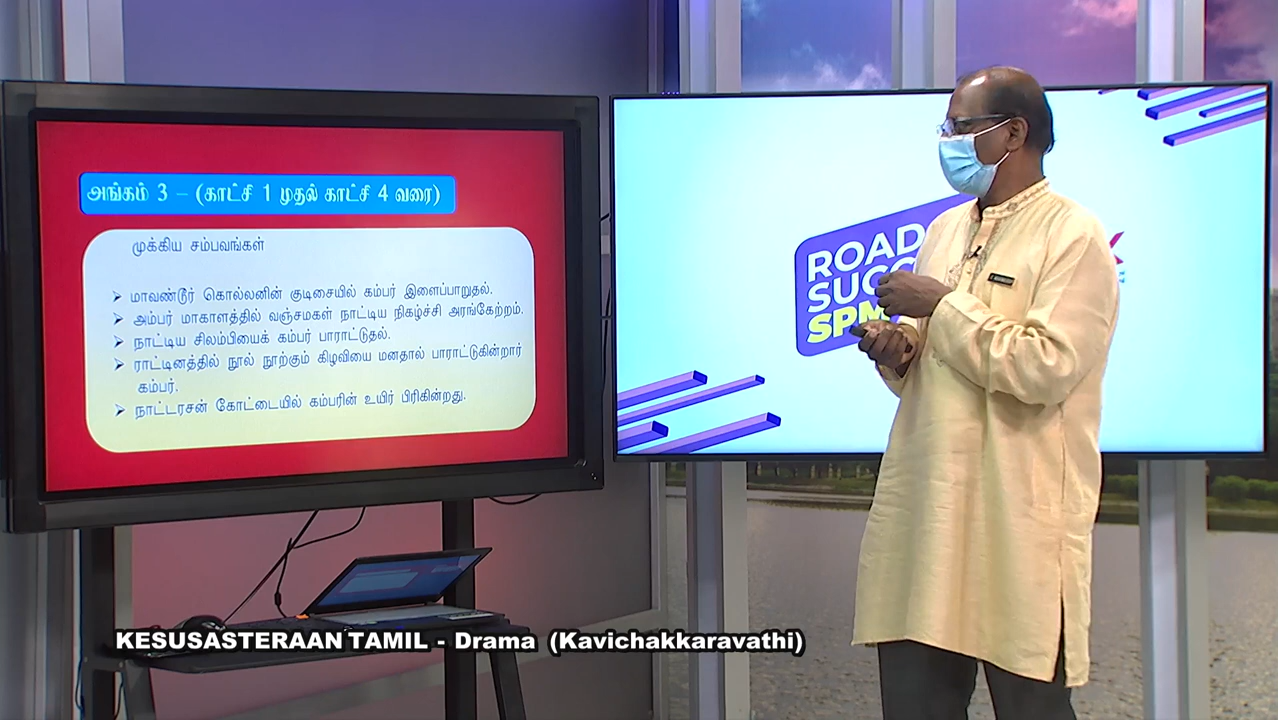 அங்கம் 3 – (காட்சி 1 முதல் காட்சி 4 வரை)
முக்கிய சம்பவங்கள்
➢ மாவண்டூர் கொல்லனின் குடிசையில் கம்பர் இளைப்பாறுதல்.
➢ அம்பர் மாகாளத்தில் வஞ்சமகள் நாட்டிய நிகழ்ச்சி அரங்கேற்றம்.
➢ நாட்டிய சிலம்பியைக் கம்பர் பாராட்டுதல்.
➢ ராட்டினத்தில் நூல் நூற்கும் கிழவியை மனதால் பாராட்டுகின்றார்
கம்பர்.
➢ நாட்டரசன் கோட்டையில் கம்பரின் உயிர் பிரிகின்றது.
ROAD
SUC
SPM
KESUSASTERAAN TAMIL - Drama (Kavichakkaravathi)